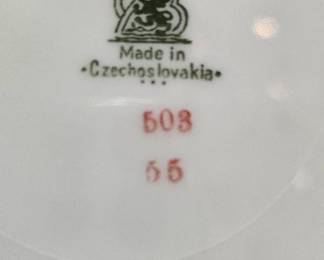 Made in
•Czechoslovakia•
• • •
503
55